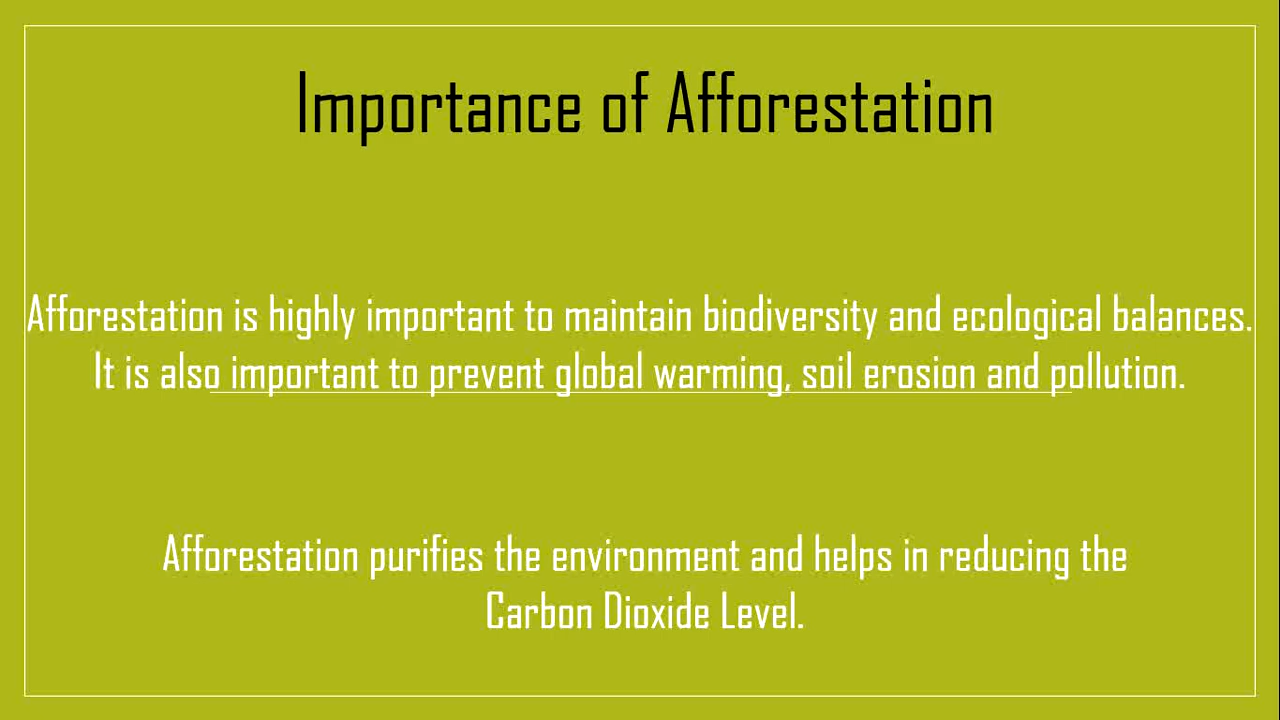 Importance of Afforestation
Afforestation is highly important to maintain biodiversity and ecological balances.
It is also important to prevent global warming, soil erosion and pollution.
Afforestation purifies the environment and helps in reducing the
Carbon Dioxide Level.